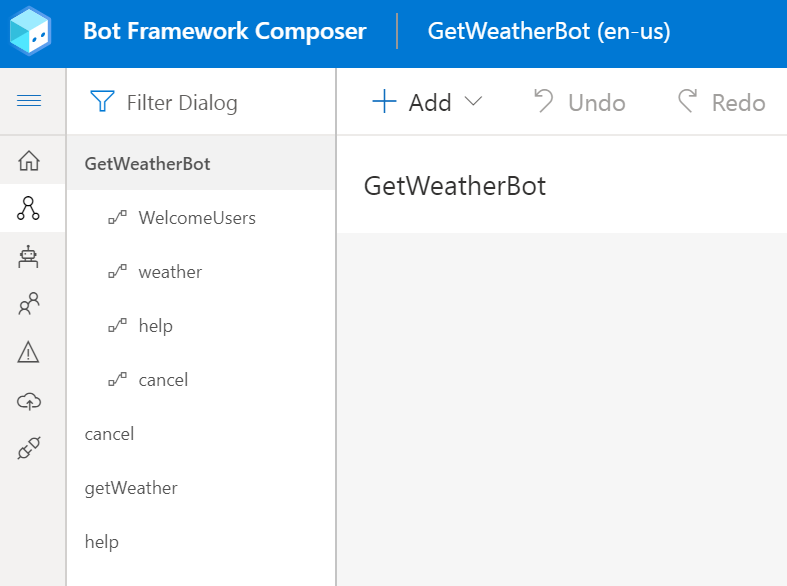 Bot Framework Composer
GetWeatherBot (en-us)
Filter Dialog
Add
Undo
Redo
GetWeatherBot
WelcomeUsers
weather
help
cancel
cancel
getWeather
help
GetWeatherBot